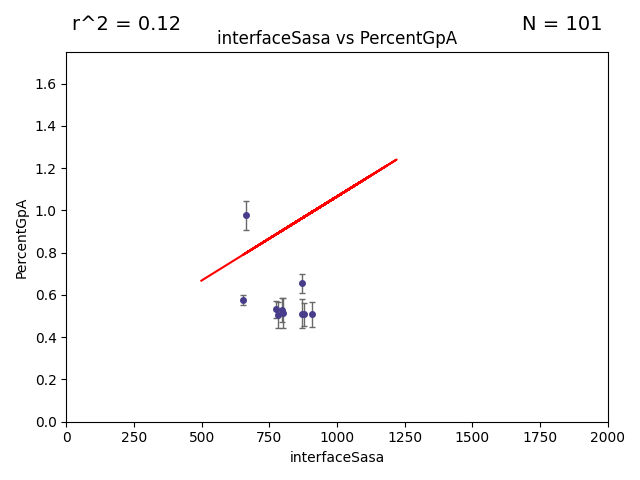 r^2 = 0.12
N = 101
interfaceSasa vs PercentGpA
PercentGpA
1.6
1.4
1.2
1.0
0.8
0.6
0.4
0.2
0.0
0 250 500 750 1000 1250 1500 1750 2000
interfaceSasa